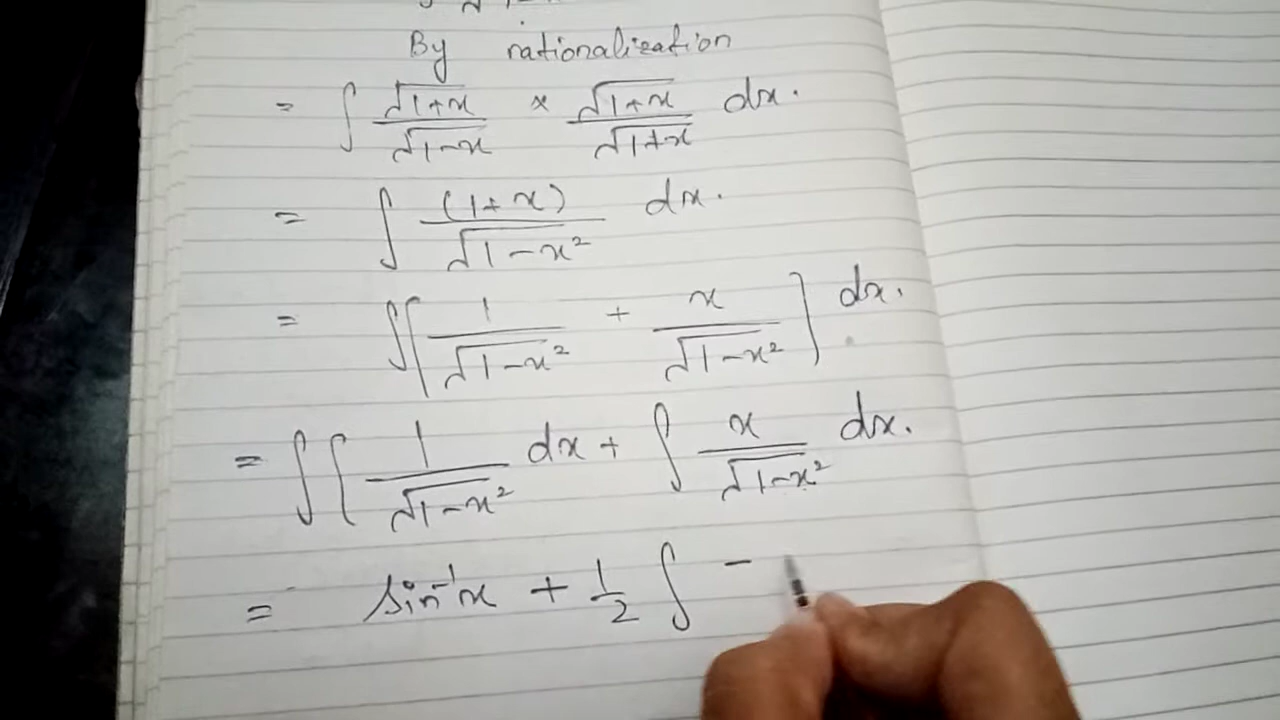 By rationalization
= ∫ √1+x / √1-x × √1+x / √1+x dx.
= ∫ (1+x) / √1-x² dx.
= ∫[ 1 / √1-x² + x / √1-x² ] dx.
= ∫[ 1 / √1-x² dx + ∫ x / √1-x² dx.
= sin⁻¹x + 1/2 ∫ -